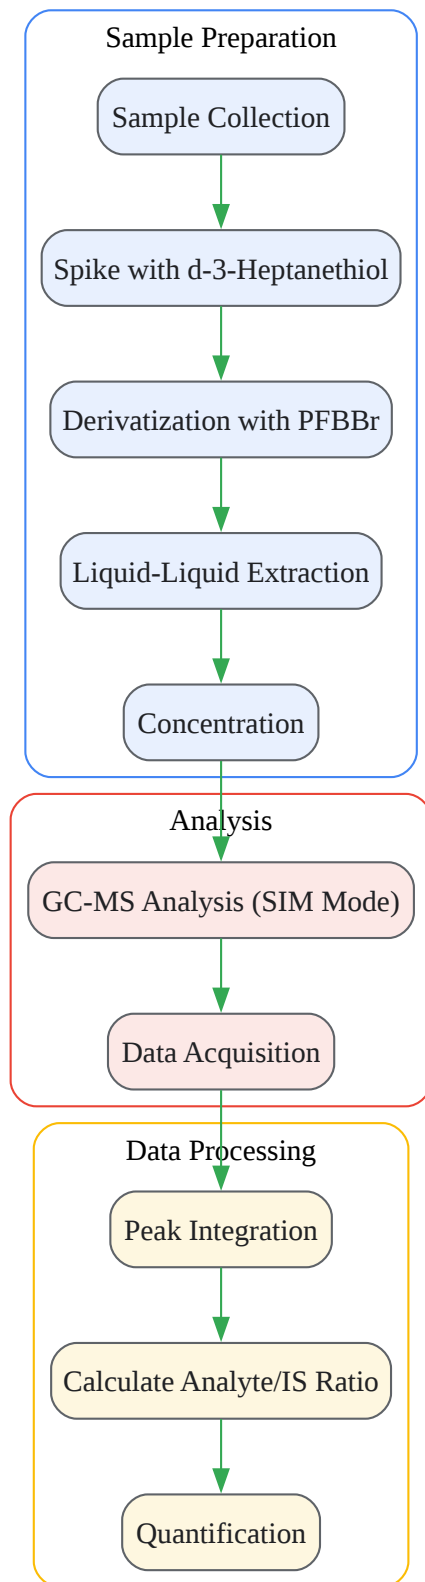 Sample Preparation
Sample Collection
Spike with d-3-Heptanethiol
Derivatization with PFBBr
Liquid-Liquid Extraction
Concentration
Analysis
GC-MS Analysis (SIM Mode)
Data Acquisition
Data Processing
Peak Integration
Calculate Analyte/IS Ratio
Quantification